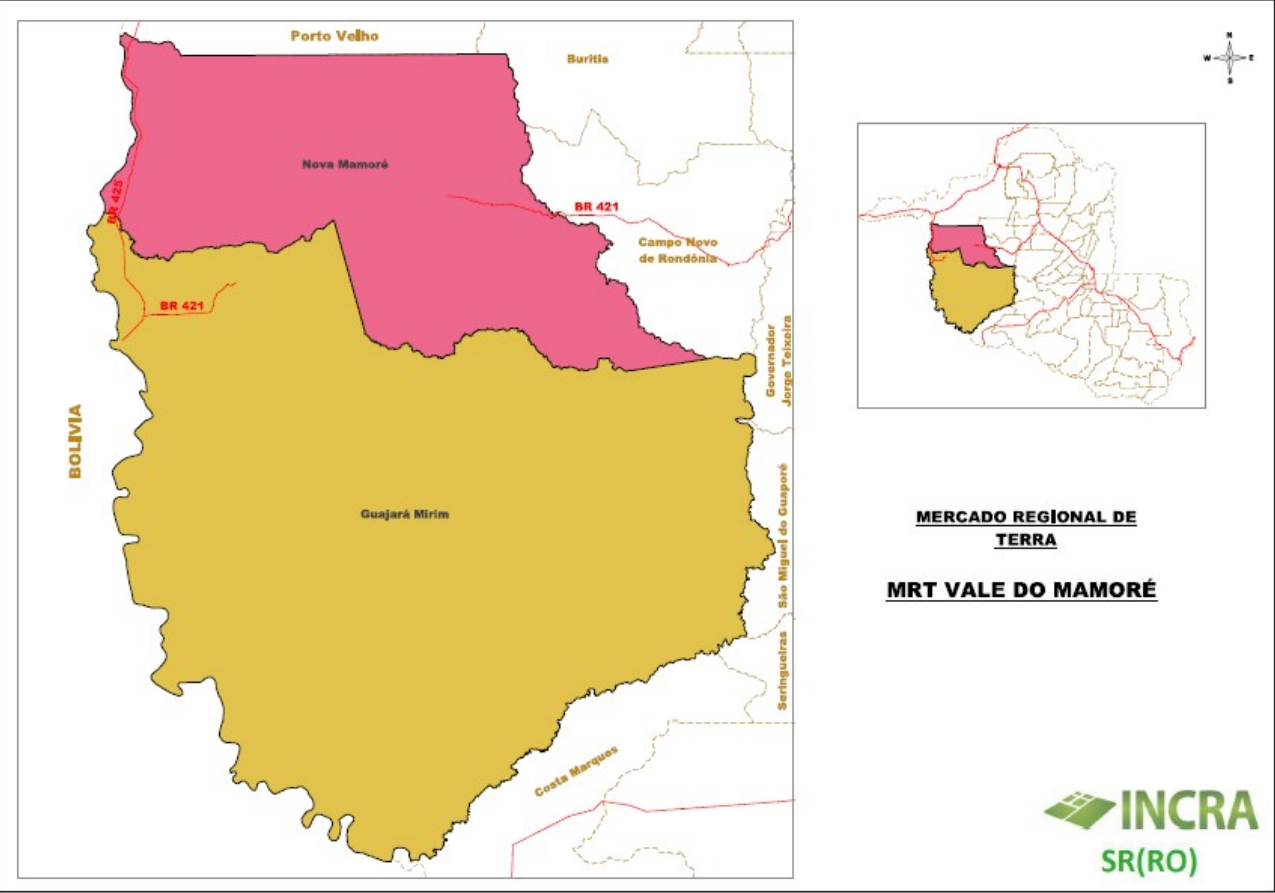 Porto Velho
Buritis
Nova Mamoré
BR 425
BR 421
Campo Novo
de Rondônia
BR 421
Governador
Jorge Teixeira
BOLIVIA
Guajará Mirim
São Miguel do Guaporé
Seringueiras
Costa Marques
N
W
E
S
MERCADO REGIONAL DE
TERRA
MRT VALE DO MAMORÉ
INCRA
SR(RO)